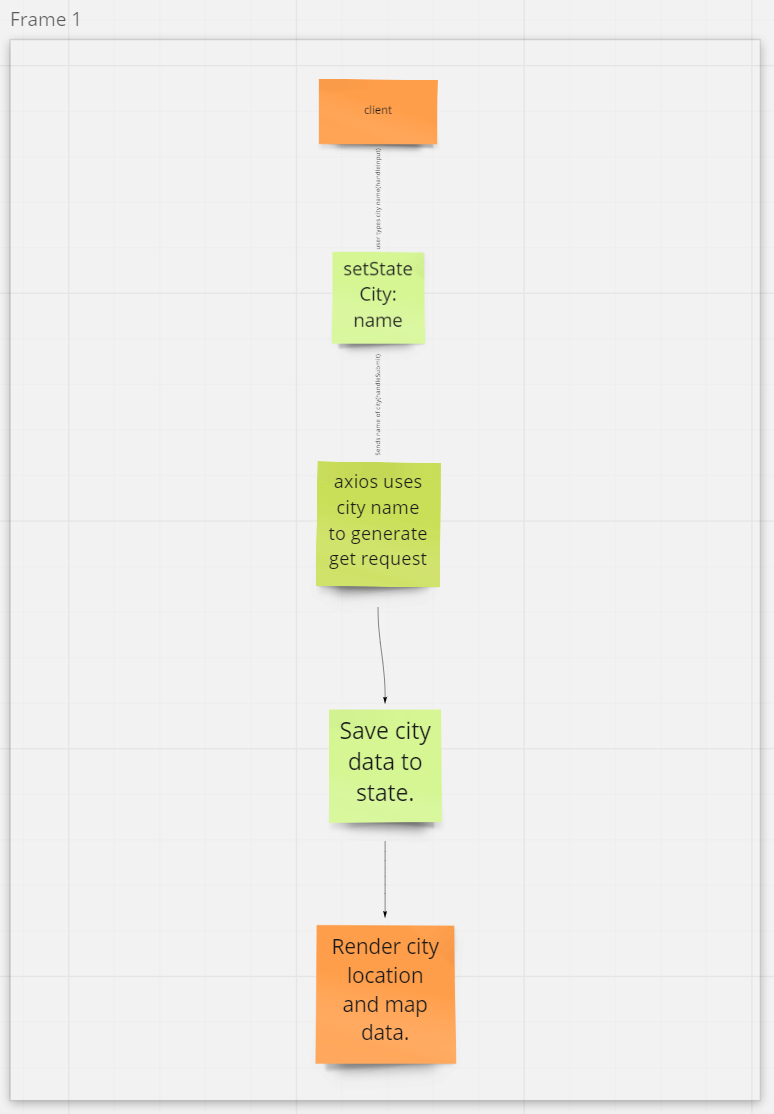 Frame 1
client
user types city name(handleInput)
setState
City:
name
Sends name of city(handleSubmit)
axios uses
city name
to generate
get request
Save city
data to
state.
Render city
location
and map
data.